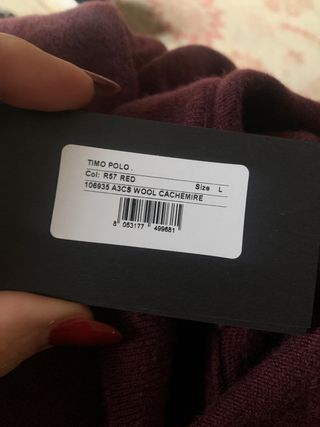 TIMO POLO .
Col: R57 RED Size L
106935 A3CS WOOL CACHEMIRE
8 053177 499681